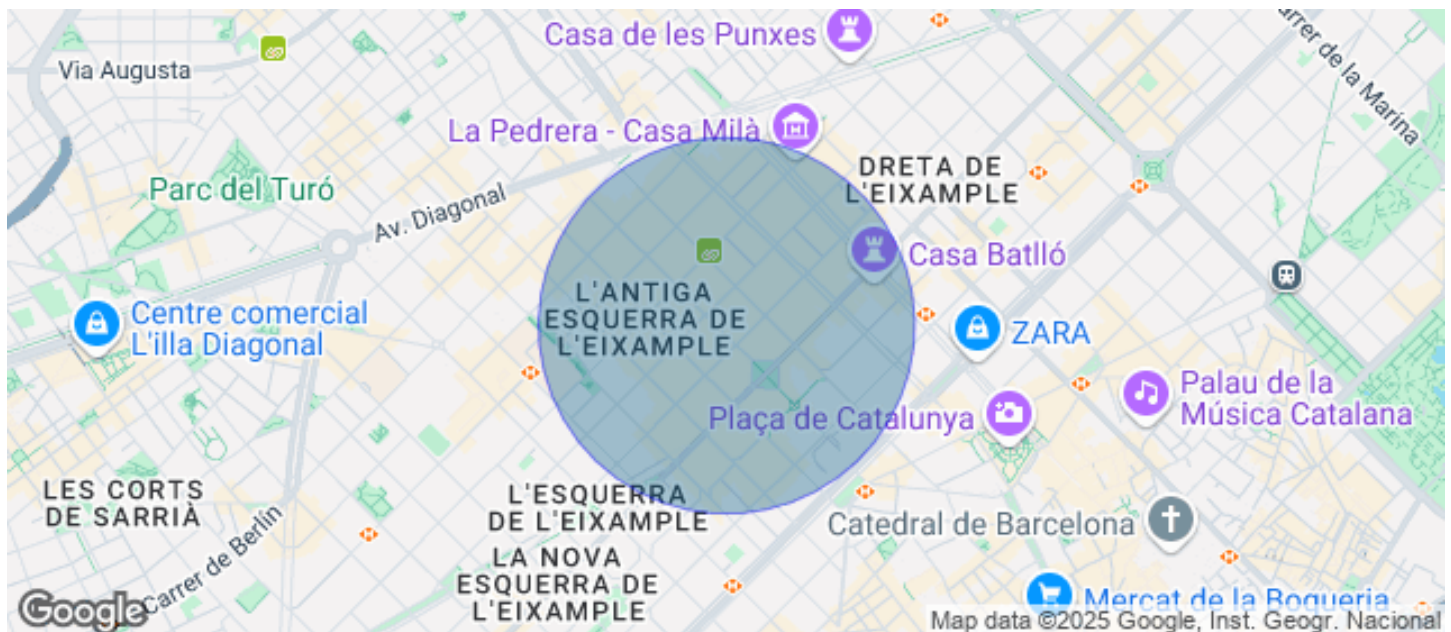 Casa de les Punxes
Via Augusta
Carrer de la Marina
La Pedrera - Casa Milà
DRETA DE
L'EIXAMPLE
Parc del Turó
Av. Diagonal
Casa Batlló
L'ANTIGA
ESQUERRA DE
L'EIXAMPLE
Centre comercial
L'illa Diagonal
ZARA
Palau de la
Música Catalana
Plaça de Catalunya
LES CORTS
DE SARRIÀ
L'ESQUERRA
DE L'EIXAMPLE
Catedral de Barcelona
Carrer de Berlín
LA NOVA
ESQUERRA DE
L'EIXAMPLE
Mercat de la Boqueria
Google
Map data ©2025 Google, Inst. Geogr. Nacional